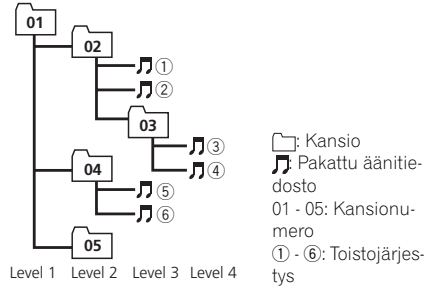 01
02
①
②
03
③
④
04
⑤
⑥
05
Level 1 Level 2 Level 3 Level 4
: Kansio
: Pakattu äänitie-
dosto
01 - 05: Kansionu-
mero
① - ⑥: Toistojärjes-
tys